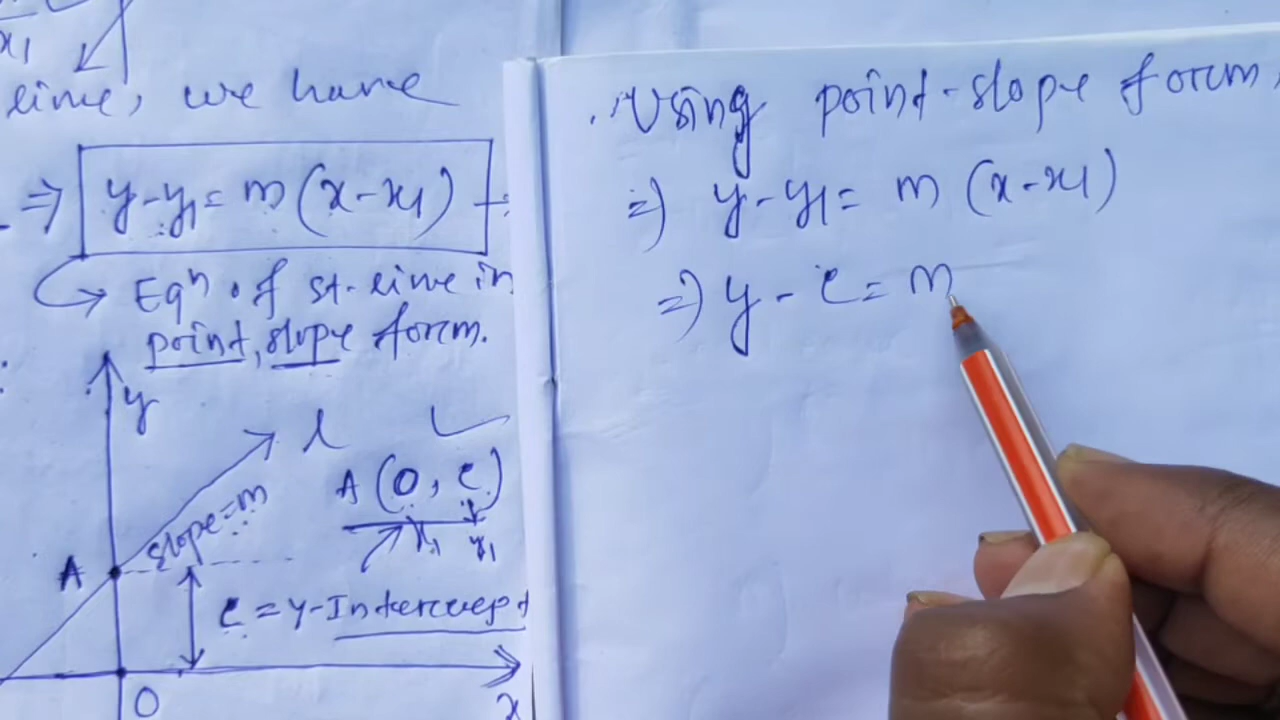 x1
line, we have
⇒ y-y1 = m(x-x1)
Eqⁿ of st-line in
point, slope form.
y
l
A (0, c)
x1 y1
slope=m
A
c = y-Intercept
O
x
Using point-slope form,
⇒) y-y1 = m (x-x1)
⇒) y - c = m